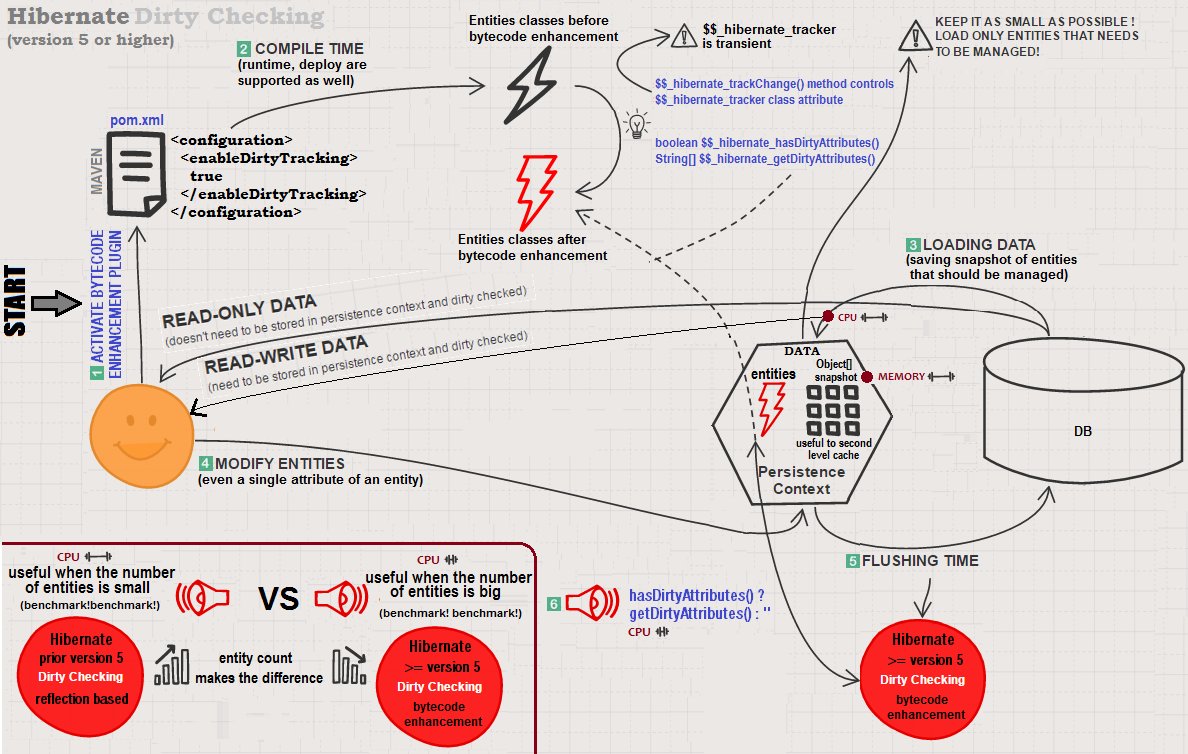 Hibernate Dirty Checking
(version 5 or higher)
2 COMPILE TIME
(runtime, deploy are
supported as well)
Entities classes before
bytecode enhancement
$$_hibernate_tracker
is transient
KEEP IT AS SMALL AS POSSIBLE !
LOAD ONLY ENTITIES THAT NEEDS
TO BE MANAGED!
$$_hibernate_trackChange() method controls
$$_hibernate_tracker class attribute
boolean $$_hibernate_hasDirtyAttributes()
String[] $$_hibernate_getDirtyAttributes()
pom.xml
MAVEN
<configuration>
<enableDirtyTracking>
true
</enableDirtyTracking>
</configuration>
Entities classes after
bytecode enhancement
START
1 ACTIVATE BYTECODE
ENHANCEMENT PLUGIN
3 LOADING DATA
(saving snapshot of entities
that should be managed)
READ-ONLY DATA
(doesn't need to be stored in persistence context and dirty checked)
READ-WRITE DATA
(need to be stored in persistence context and dirty checked)
CPU
DATA
entities
Object[]
snapshot
MEMORY
useful to second
level cache
Persistence
Context
DB
4 MODIFY ENTITIES
(even a single attribute of an entity)
5 FLUSHING TIME
6
hasDirtyAttributes() ?
getDirtyAttributes() : ''
CPU
Hibernate
>= version 5
Dirty Checking
bytecode
enhancement
CPU
useful when the number
of entities is small
(benchmark!benchmark!)
VS
CPU
useful when the number
of entities is big
(benchmark! benchmark!)
Hibernate
prior version 5
Dirty Checking
reflection based
entity count
makes the difference
Hibernate
>= version 5
Dirty Checking
bytecode
enhancement